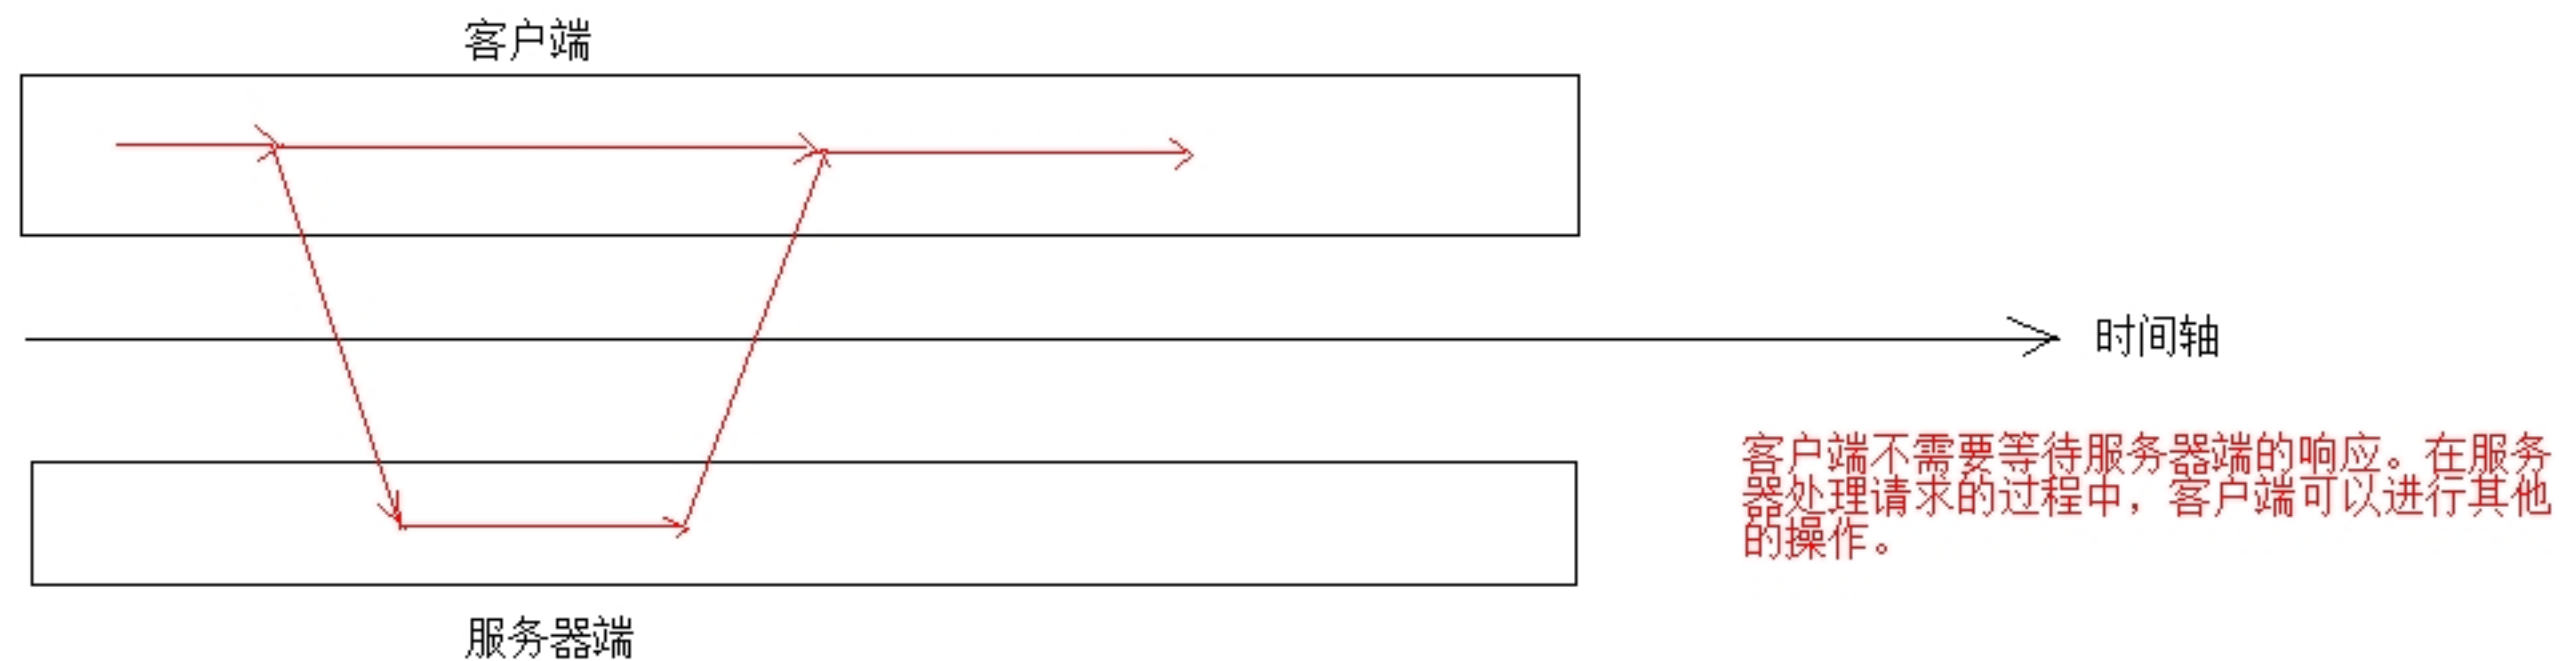 客户端
时间轴
客户端不需要等待服务器端的响应。在服务
器处理请求的过程中，客户端可以进行其他
的操作。
服务器端